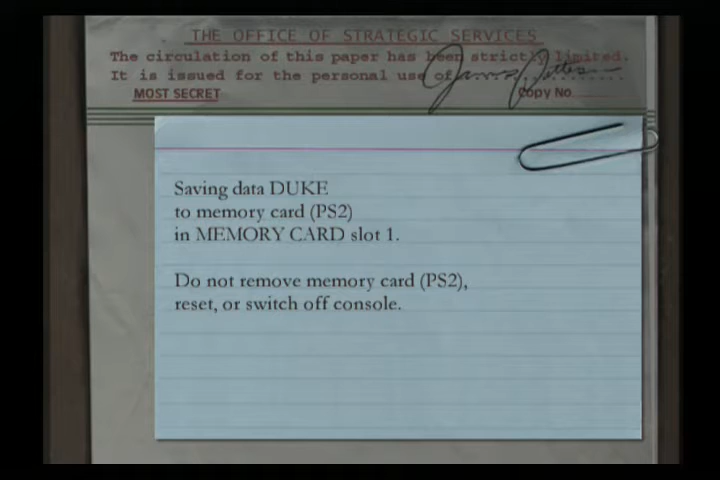 THE OFFICE OF STRATEGIC SERVICES
The circulation of this paper has been strictly limited.
It is issued for the personal use of
MOST SECRET
Copy No
Saving data DUKE
to memory card (PS2)
in MEMORY CARD slot 1.
Do not remove memory card (PS2),
reset, or switch off console.